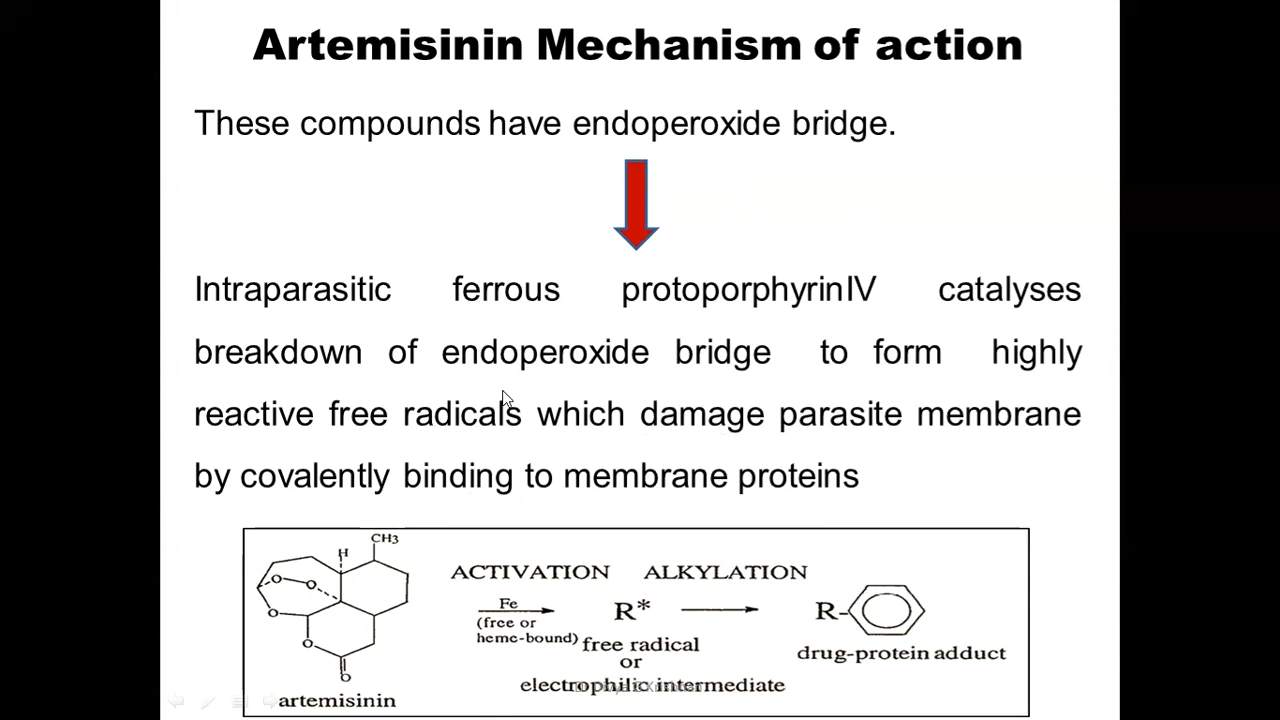 Artemisinin Mechanism of action
These compounds have endoperoxide bridge.
Intraparasitic ferrous protoporphyrinIV catalyses
breakdown of endoperoxide bridge to form highly
reactive free radicals which damage parasite membrane
by covalently binding to membrane proteins
CH3
H
O O
O
O
O
artemisinin
ACTIVATION ALKYLATION
Fe
(free or
heme-bound)
R*
free radical
or
electrophilic intermediate
R-
drug-protein adduct